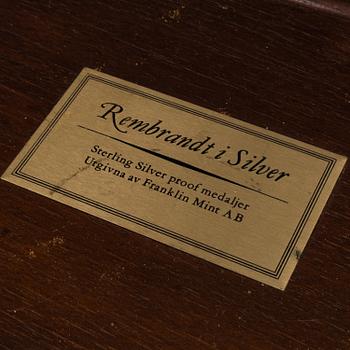 Rembrandt i Silver
Sterling Silver proof medaljer
Utgivna av Franklin Mint AB